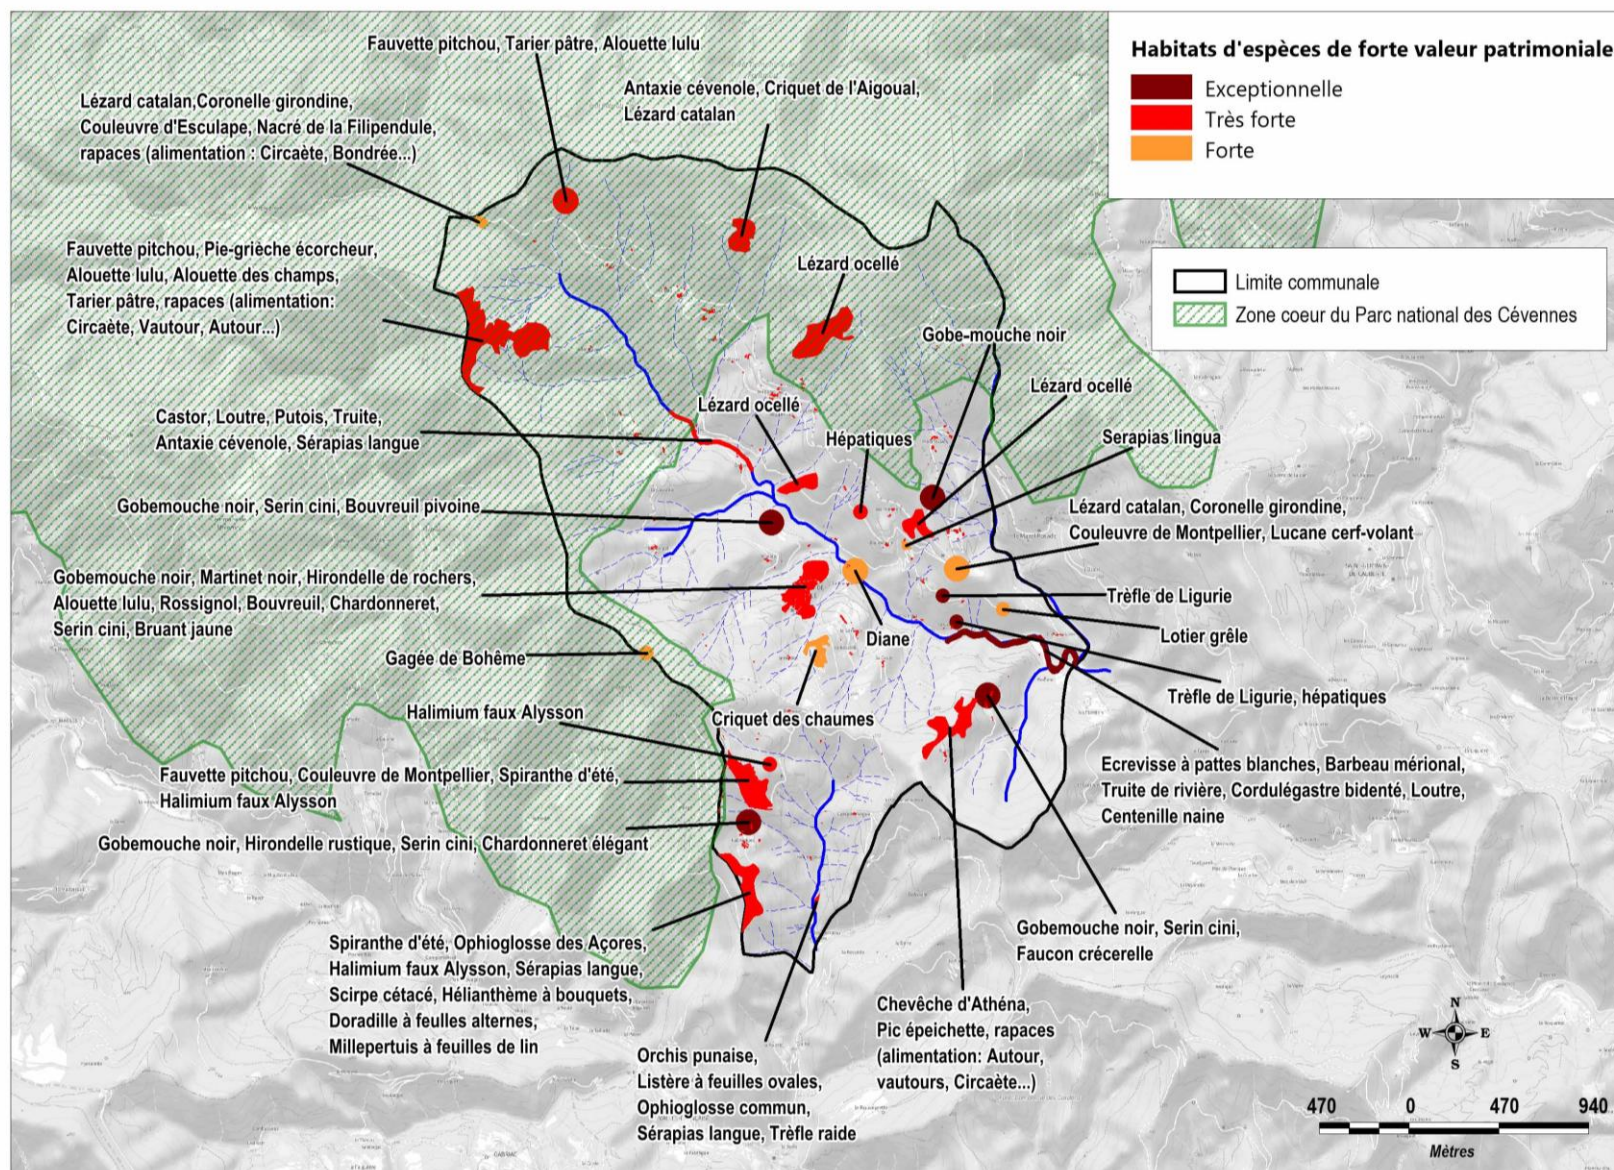 Habitats d'espèces de forte valeur patrimoniale
Exceptionnelle
Très forte
Forte
Limite communale
Zone coeur du Parc national des Cévennes
Fauvette pitchou, Tarier pâtre, Alouette lulu
Antaxie cévenole, Criquet de l'Aigoual,
Lézard catalan
Lézard catalan,Coronelle girondine,
Couleuvre d'Esculape, Nacré de la Filipendule,
rapaces (alimentation : Circaète, Bondrée...)
Fauvette pitchou, Pie-grièche écorcheur,
Alouette lulu, Alouette des champs,
Tarier pâtre, rapaces (alimentation:
Circaète, Vautour, Autour...)
Lézard ocellé
Gobe-mouche noir
Lézard ocellé
Lézard ocellé
Castor, Loutre, Putois, Truite,
Antaxie cévenole, Sérapias langue
Hépatiques
Serapias lingua
Gobemouche noir, Serin cini, Bouvreuil pivoine
Lézard catalan, Coronelle girondine,
Couleuvre de Montpellier, Lucane cerf-volant
Gobemouche noir, Martinet noir, Hirondelle de rochers,
Alouette lulu, Rossignol, Bouvreuil, Chardonneret,
Serin cini, Bruant jaune
Trèfle de Ligurie
Lotier grêle
Diane
Gagée de Bohême
Trèfle de Ligurie, hépatiques
Halimium faux Alysson
Criquet des chaumes
Fauvette pitchou, Couleuvre de Montpellier, Spiranthe d'été,
Halimium faux Alysson
Ecrevisse à pattes blanches, Barbeau mérional,
Truite de rivière, Cordulégastre bidenté, Loutre,
Centenille naine
Gobemouche noir, Hirondelle rustique, Serin cini, Chardonneret élégant
Gobemouche noir, Serin cini,
Faucon crécerelle
Spiranthe d'été, Ophioglosse des Açores,
Halimium faux Alysson, Sérapias langue,
Scirpe cétacé, Hélianthème à bouquets,
Doradille à feulles alternes,
Millepertuis à feuilles de lin
Chevêche d'Athéna,
Pic épeichette, rapaces
(alimentation: Autour,
vautours, Circaète...)
Orchis punaise,
Listère à feuilles ovales,
Ophioglosse commun,
Sérapias langue, Trèfle raide
N
W E
S
470 0 470 940
Mètres